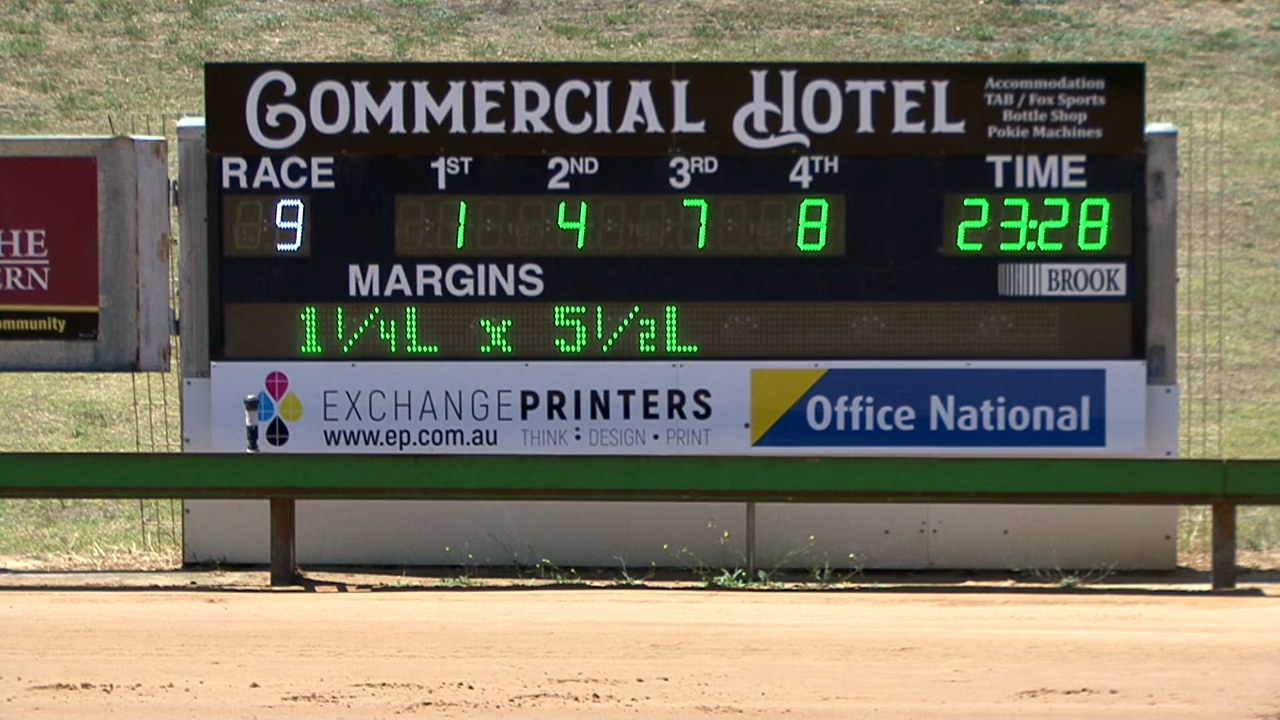 COMMERCIAL HOTEL
Accommodation
TAB / Fox Sports
Bottle Shop
Pokie Machines
RACE 1ST 2ND 3RD 4TH TIME
9 1 4 7 8 23:28
MARGINS
BROOK
1¼L x 5½L
HE
ERN
mmunity
EXCHANGEPRINTERS
www.ep.com.au THINK : DESIGN • PRINT
Office National